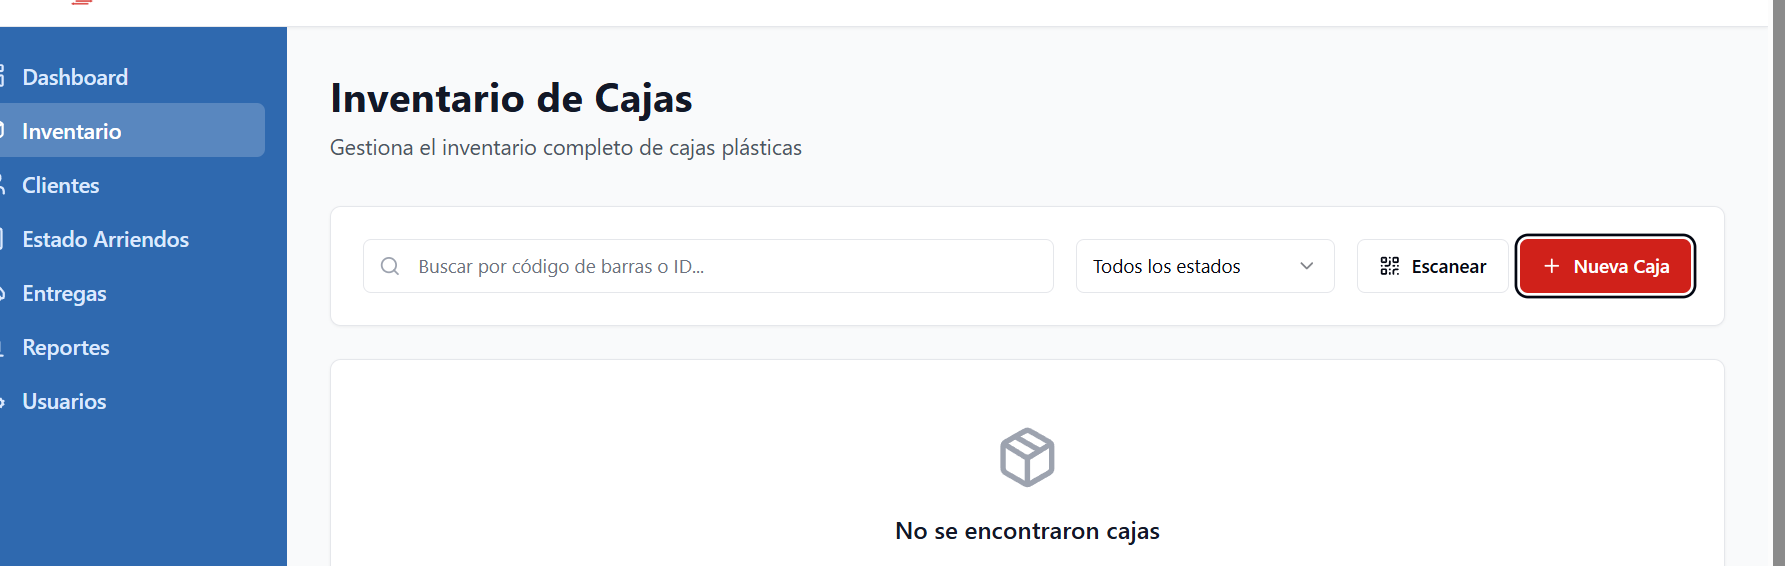 Dashboard
Inventario
Clientes
Estado Arriendos
Entregas
Reportes
Usuarios
Inventario de Cajas
Gestiona el inventario completo de cajas plásticas
Buscar por código de barras o ID...
Todos los estados
Escanear
Nueva Caja
No se encontraron cajas